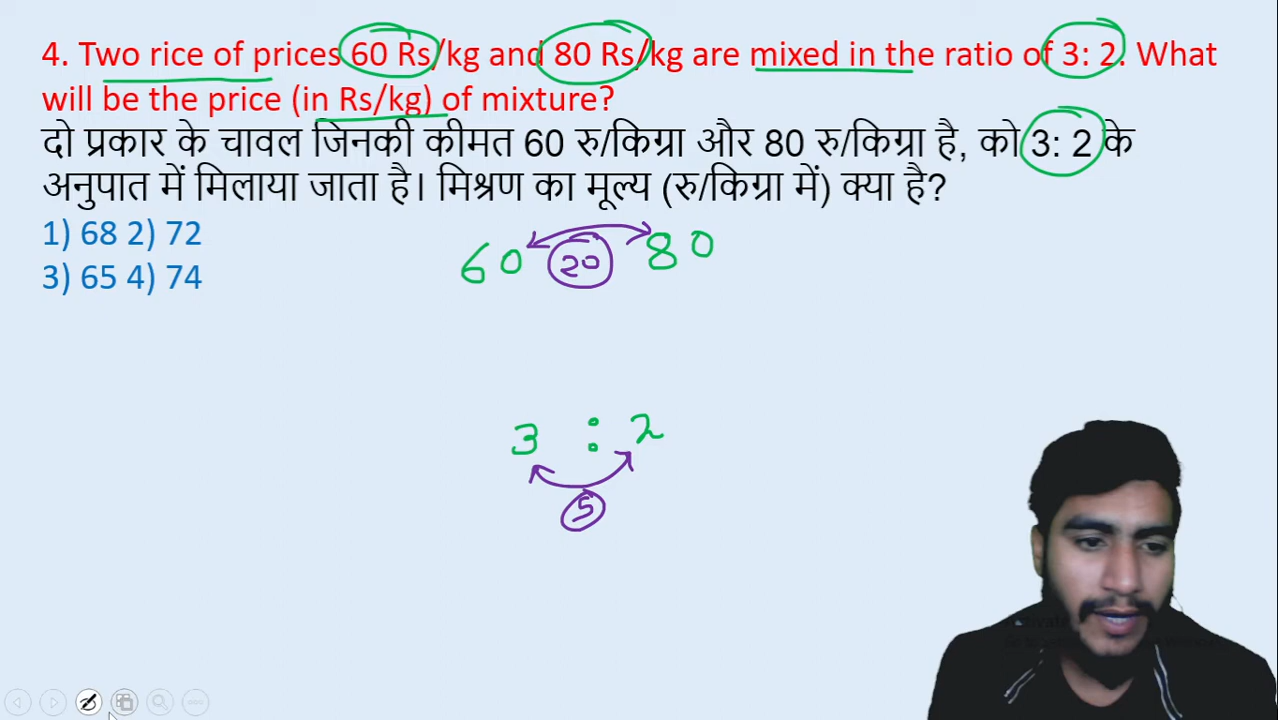 4. Two rice of prices 60 Rs/kg and 80 Rs/kg are mixed in the ratio of 3: 2. What
will be the price (in Rs/kg) of mixture?
दो प्रकार के चावल जिनकी कीमत 60 रु/किग्रा और 80 रु/किग्रा है, को 3: 2 के
अनुपात में मिलाया जाता है। मिश्रण का मूल्य (रु/किग्रा में) क्या है?
1) 68 2) 72
3) 65 4) 74
60 20 80
3 : 2
5